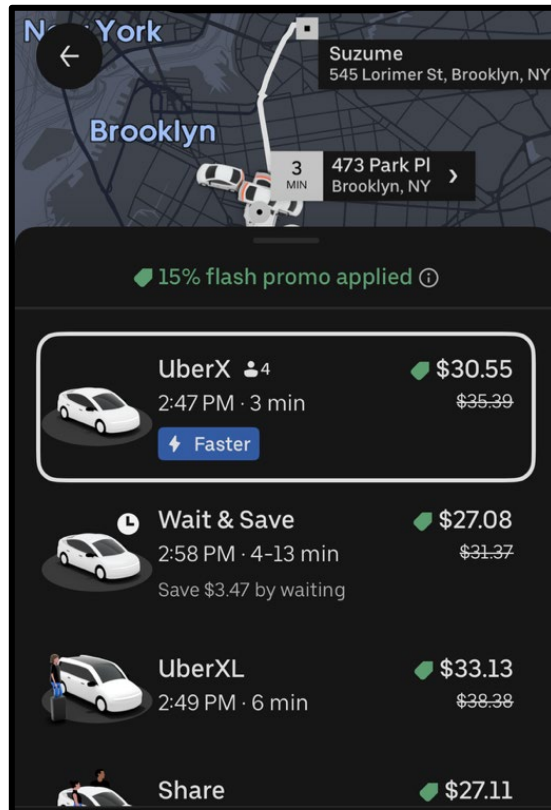 New York
Suzume
545 Lorimer St, Brooklyn, NY
Brooklyn
3
MIN
473 Park Pl
Brooklyn, NY
15% flash promo applied
UberX 4
$30.55
2:47 PM · 3 min
$35.39
Faster
Wait & Save
$27.08
2:58 PM · 4-13 min
$31.37
Save $3.47 by waiting
UberXL
$33.13
2:49 PM · 6 min
$38.38
Share
$27.11